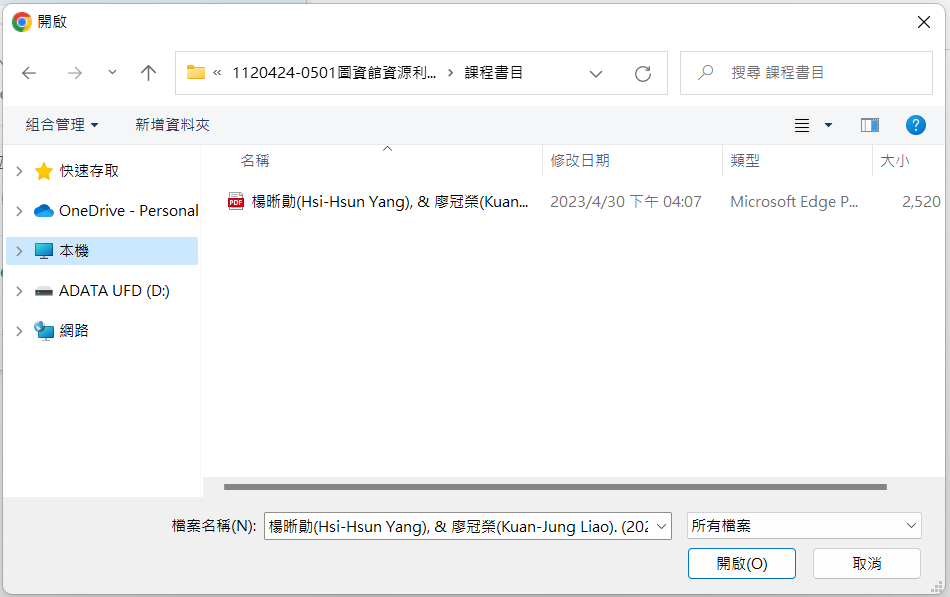 開啟
« 1120424-0501圖資館資源利... › 課程書目
搜尋 課程書目
組合管理
新增資料夾
名稱
修改日期
類型
大小
快速存取
OneDrive - Personal
本機
ADATA UFD (D:)
網路
PDF 楊晰勛(Hsi-Hsun Yang), & 廖冠榮(Kuan...
2023/4/30 下午 04:07
Microsoft Edge P...
2,520
檔案名稱(N):
楊晰勛(Hsi-Hsun Yang), & 廖冠榮(Kuan-Jung Liao). (202
所有檔案
開啟(O)
取消